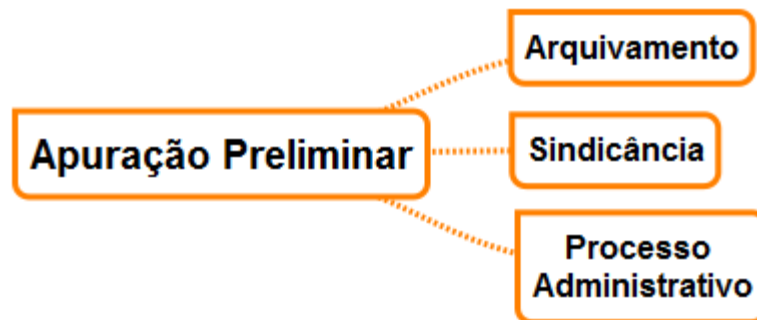 Arquivamento
Apuração Preliminar
Sindicância
Processo
Administrativo